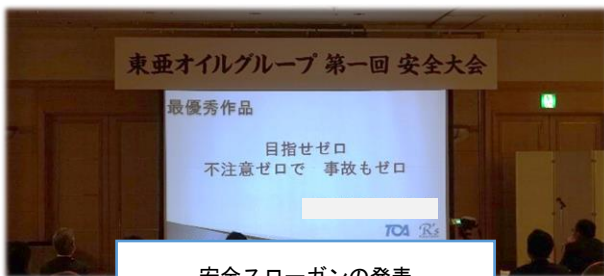 東亜オイルグループ 第一回 安全大会
最優秀作品
目指せゼロ
不注意ゼロで 事故もゼロ
TOA R's
安全スローガンの発表